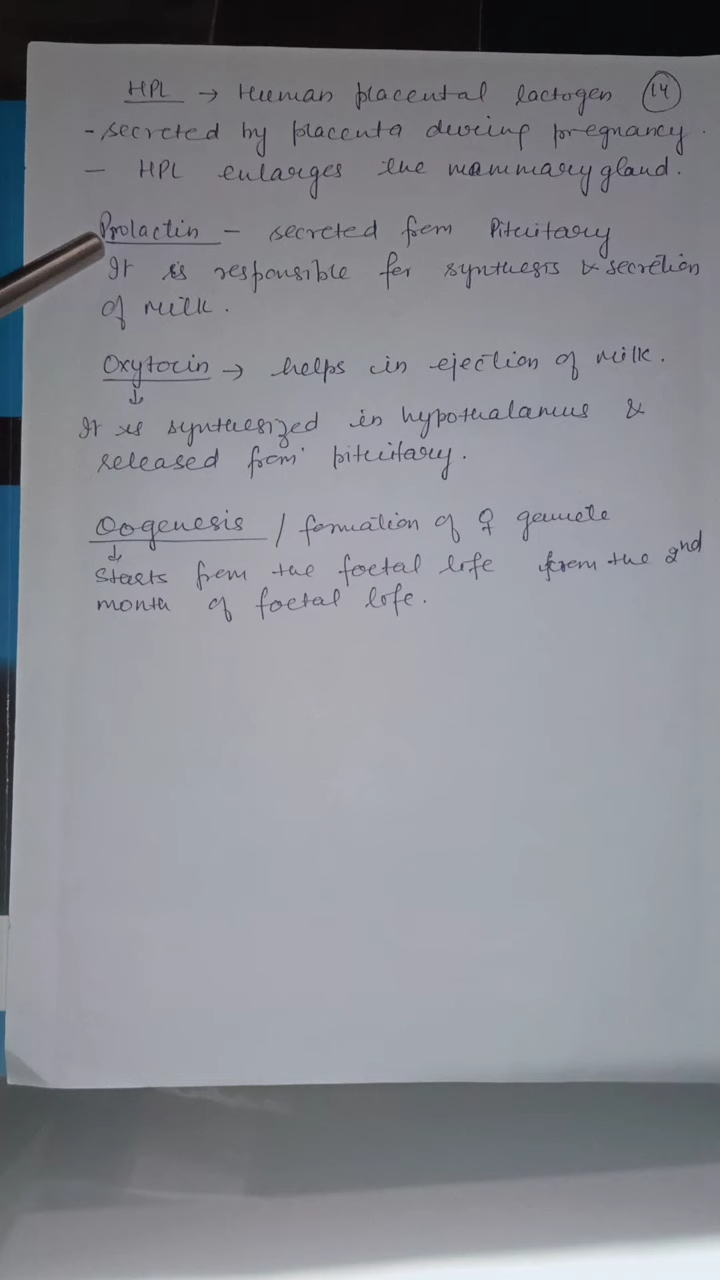 HPL → Human placental lactogen (14)
- secreted by placenta during pregnancy.
- HPL enlarges the mammary gland.
Prolactin - secreted from Pituitary
It is responsible for synthesis & secretion
of milk.
Oxytocin → helps in ejection of milk.
↓
It is synthesized in hypothalamus &
released from pituitary.
Oogenesis / formation of ♀ gamete
↓
starts from the foetal life from the 2nd
month of foetal life.